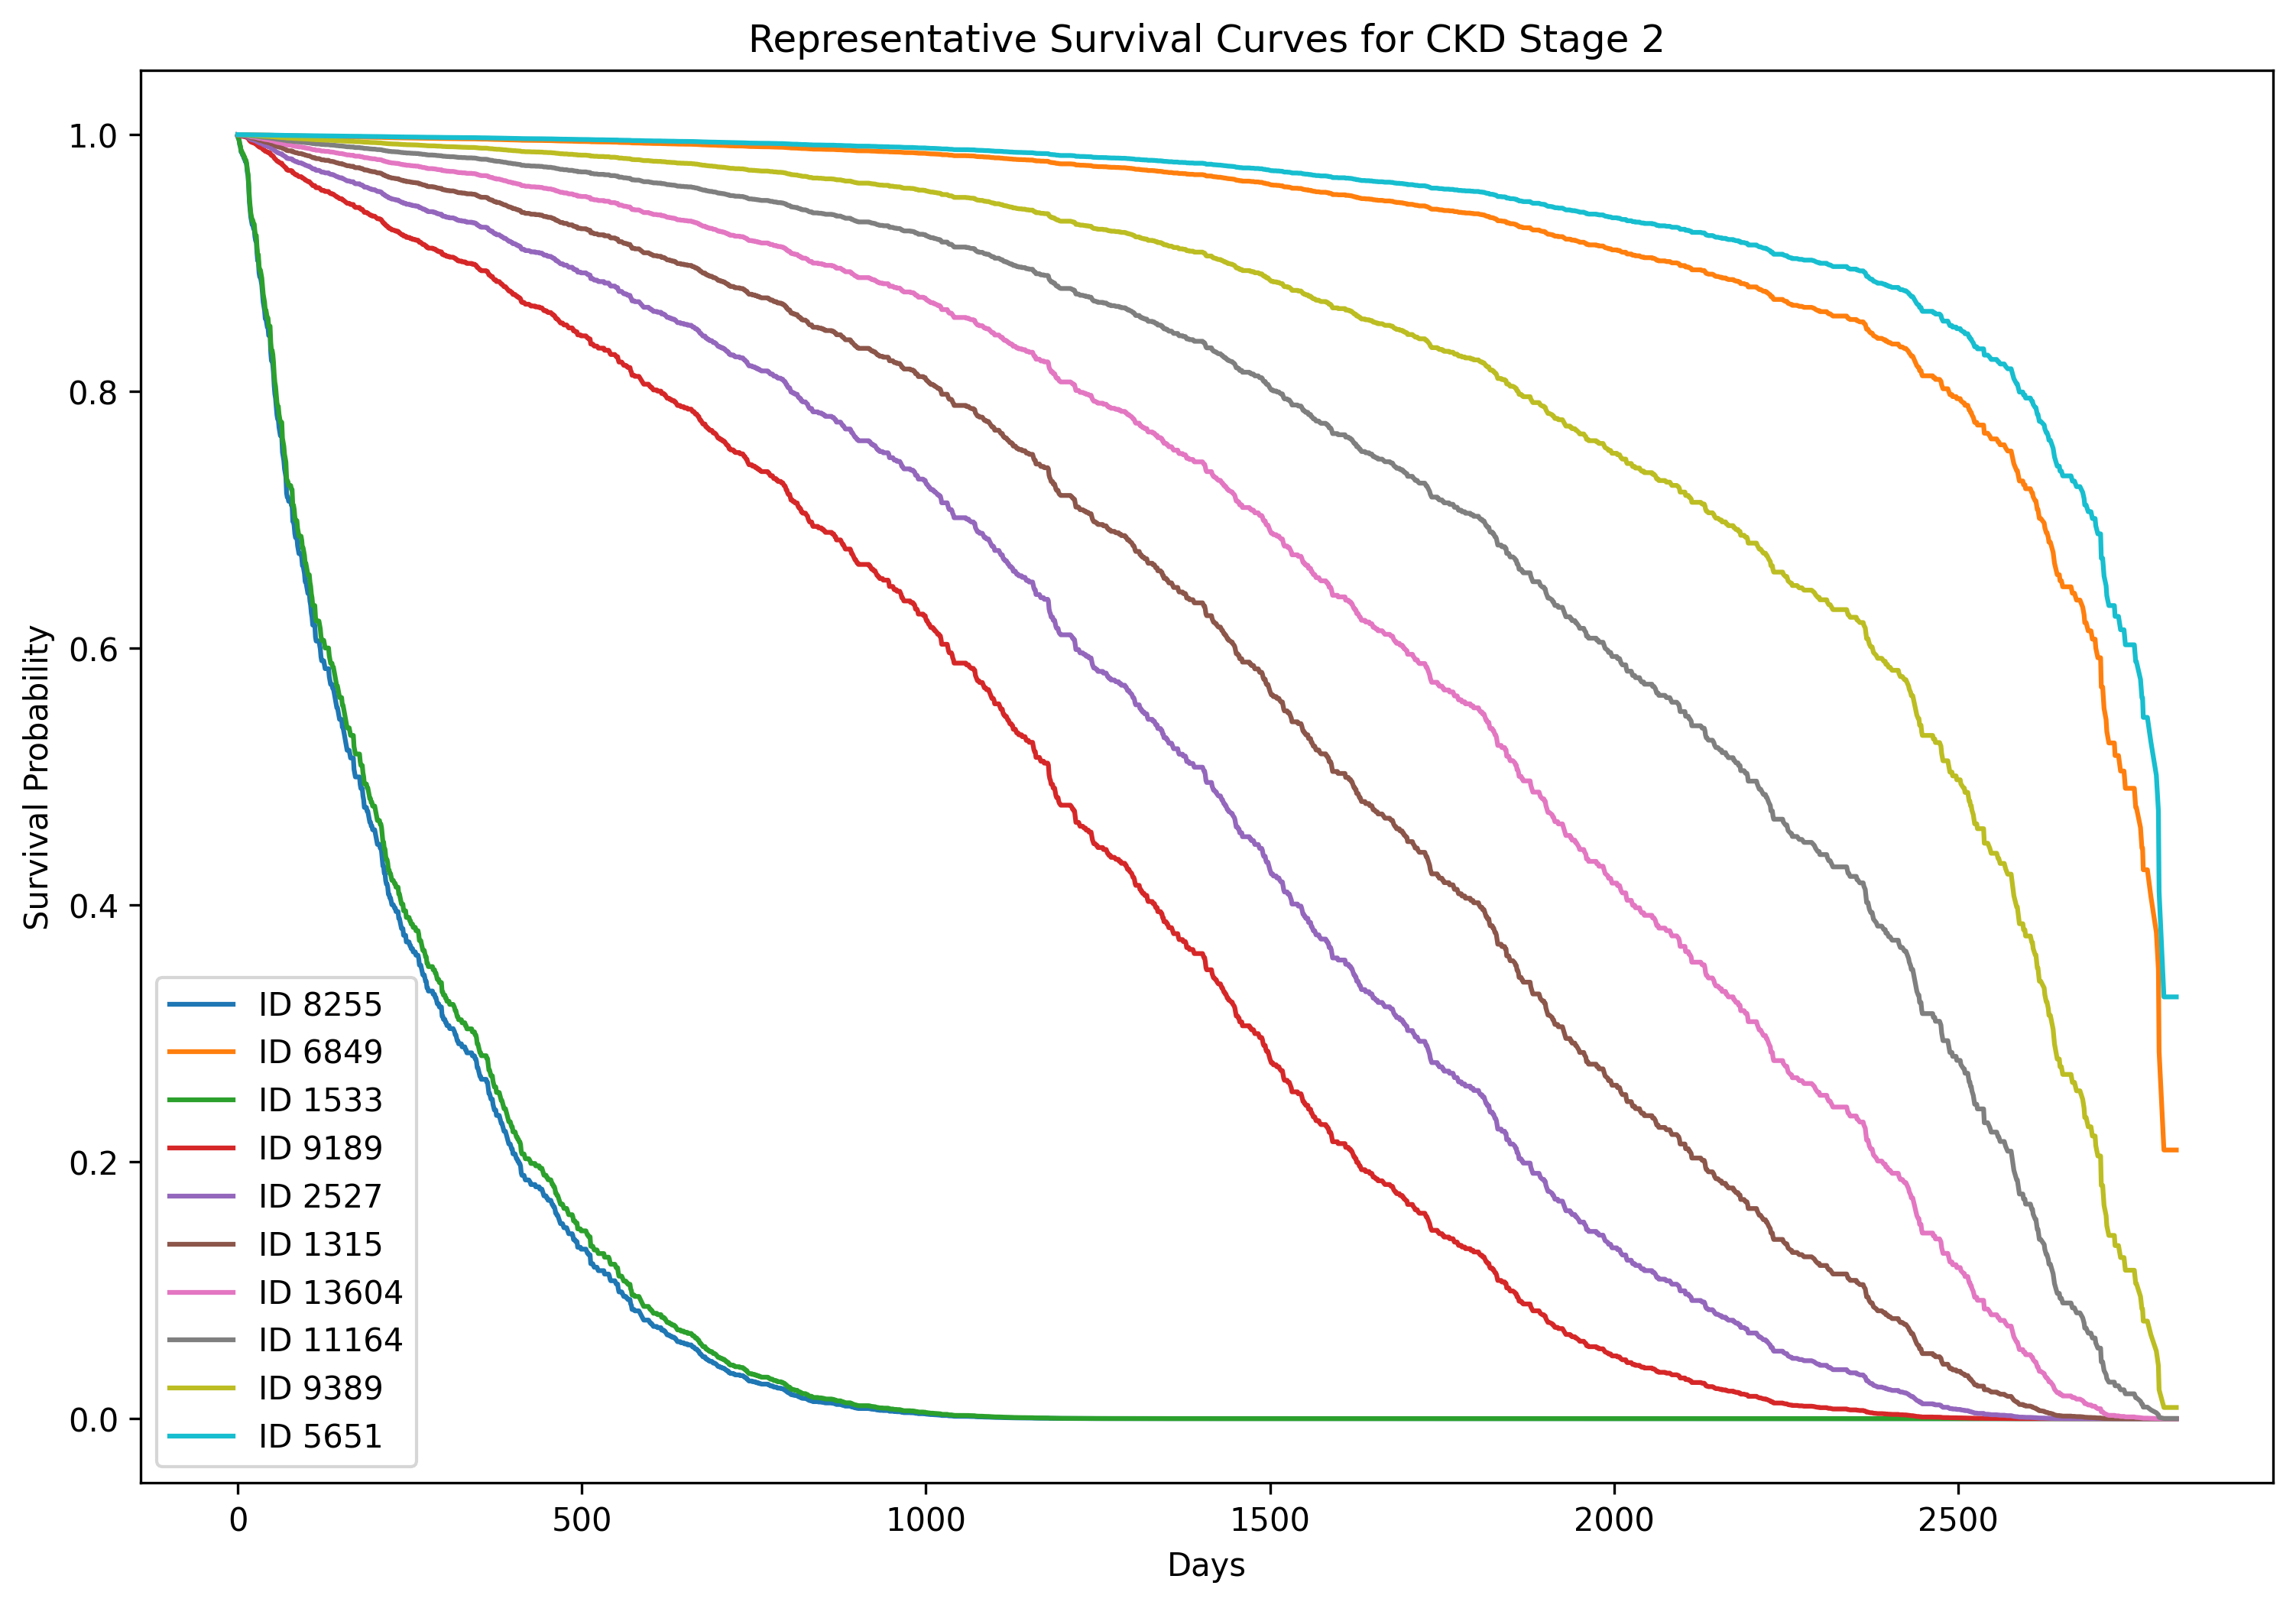 Representative Survival Curves for CKD Stage 2
Survival Probability
1.0
0.8
0.6
0.4
0.2
0.0
ID 8255
ID 6849
ID 1533
ID 9189
ID 2527
ID 1315
ID 13604
ID 11164
ID 9389
ID 5651
0 500 1000 1500 2000 2500
Days